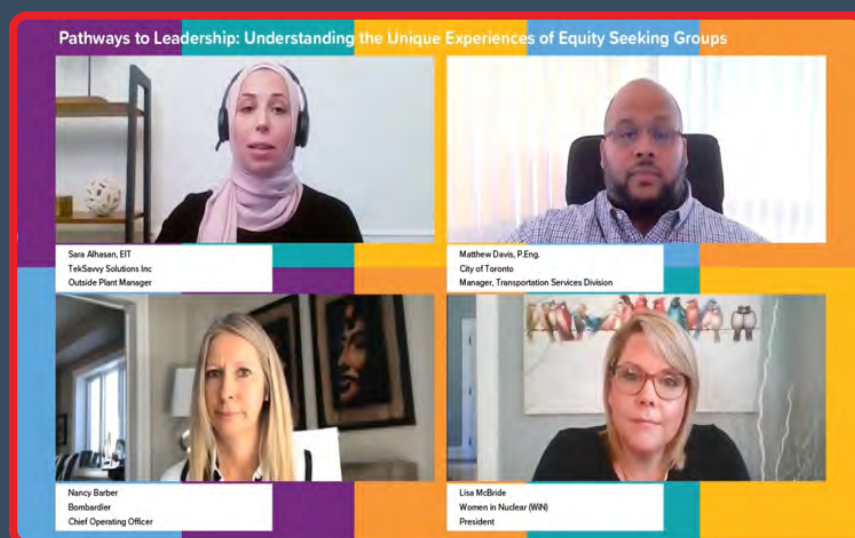 Pathways to Leadership: Understanding the Unique Experiences of Equity Seeking Groups
Sara Alhasan, EIT
TekSavvy Solutions Inc
Outside Plant Manager
Matthew Davis, P.Eng.
City of Toronto
Manager, Transportation Services Division
Nancy Barber
Bombardier
Chief Operating Officer
Lisa McBride
Women in Nuclear (WiN)
President